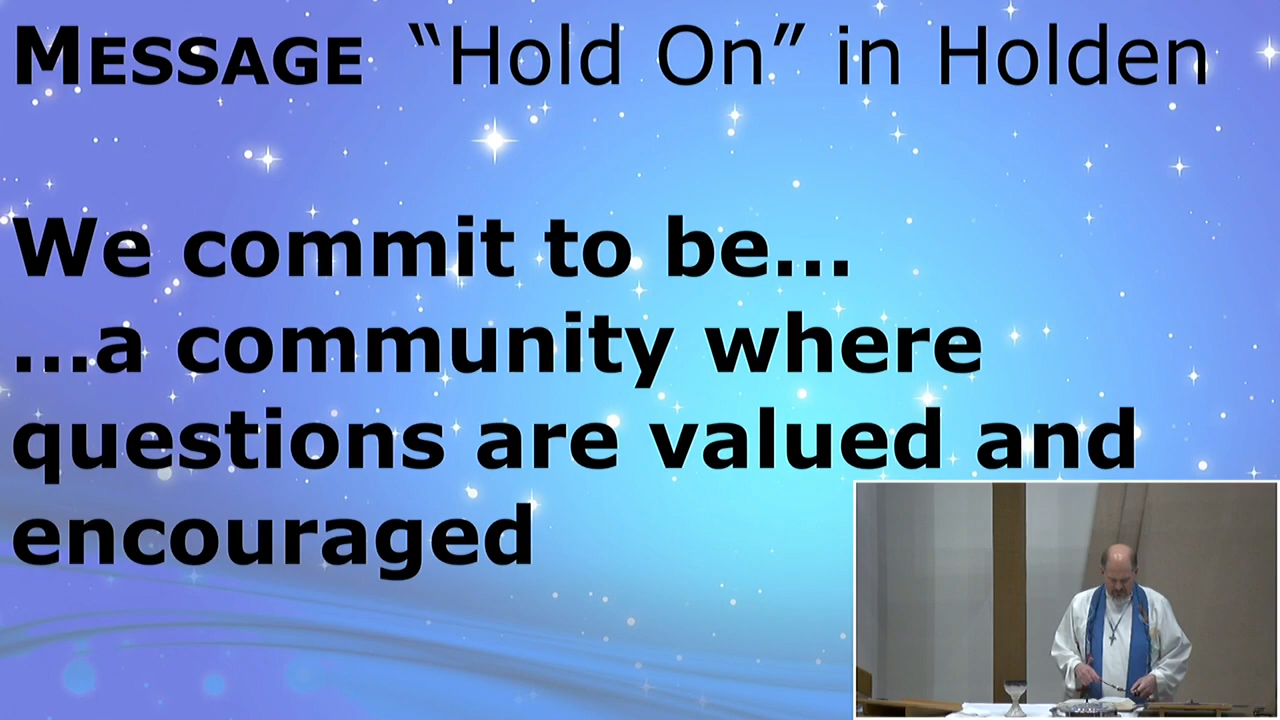 MESSAGE “Hold On” in Holden
We commit to be...
...a community where
questions are valued and
encouraged